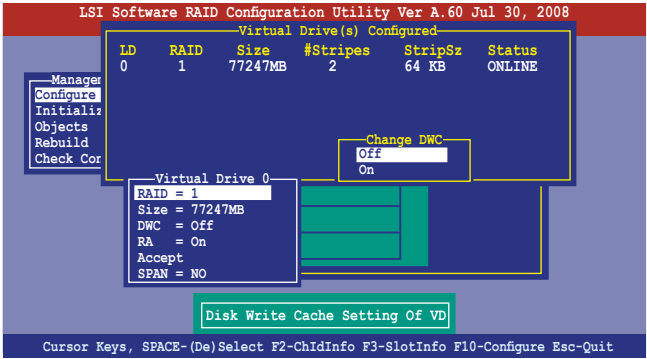 LSI Software RAID Configuration Utility Ver A.60 Jul 30, 2008
Virtual Drive(s) Configured
LD RAID Size #Stripes StripSz Status
0 1 77247MB 2 64 KB ONLINE
Manager
Configure
Initializ
Objects
Rebuild
Check Con
Change DWC
Off
On
Virtual Drive 0
RAID = 1
Size = 77247MB
DWC = Off
RA = On
Accept
SPAN = NO
Disk Write Cache Setting Of VD
Cursor Keys, SPACE-(De)Select F2-ChIdInfo F3-SlotInfo F10-Configure Esc-Quit